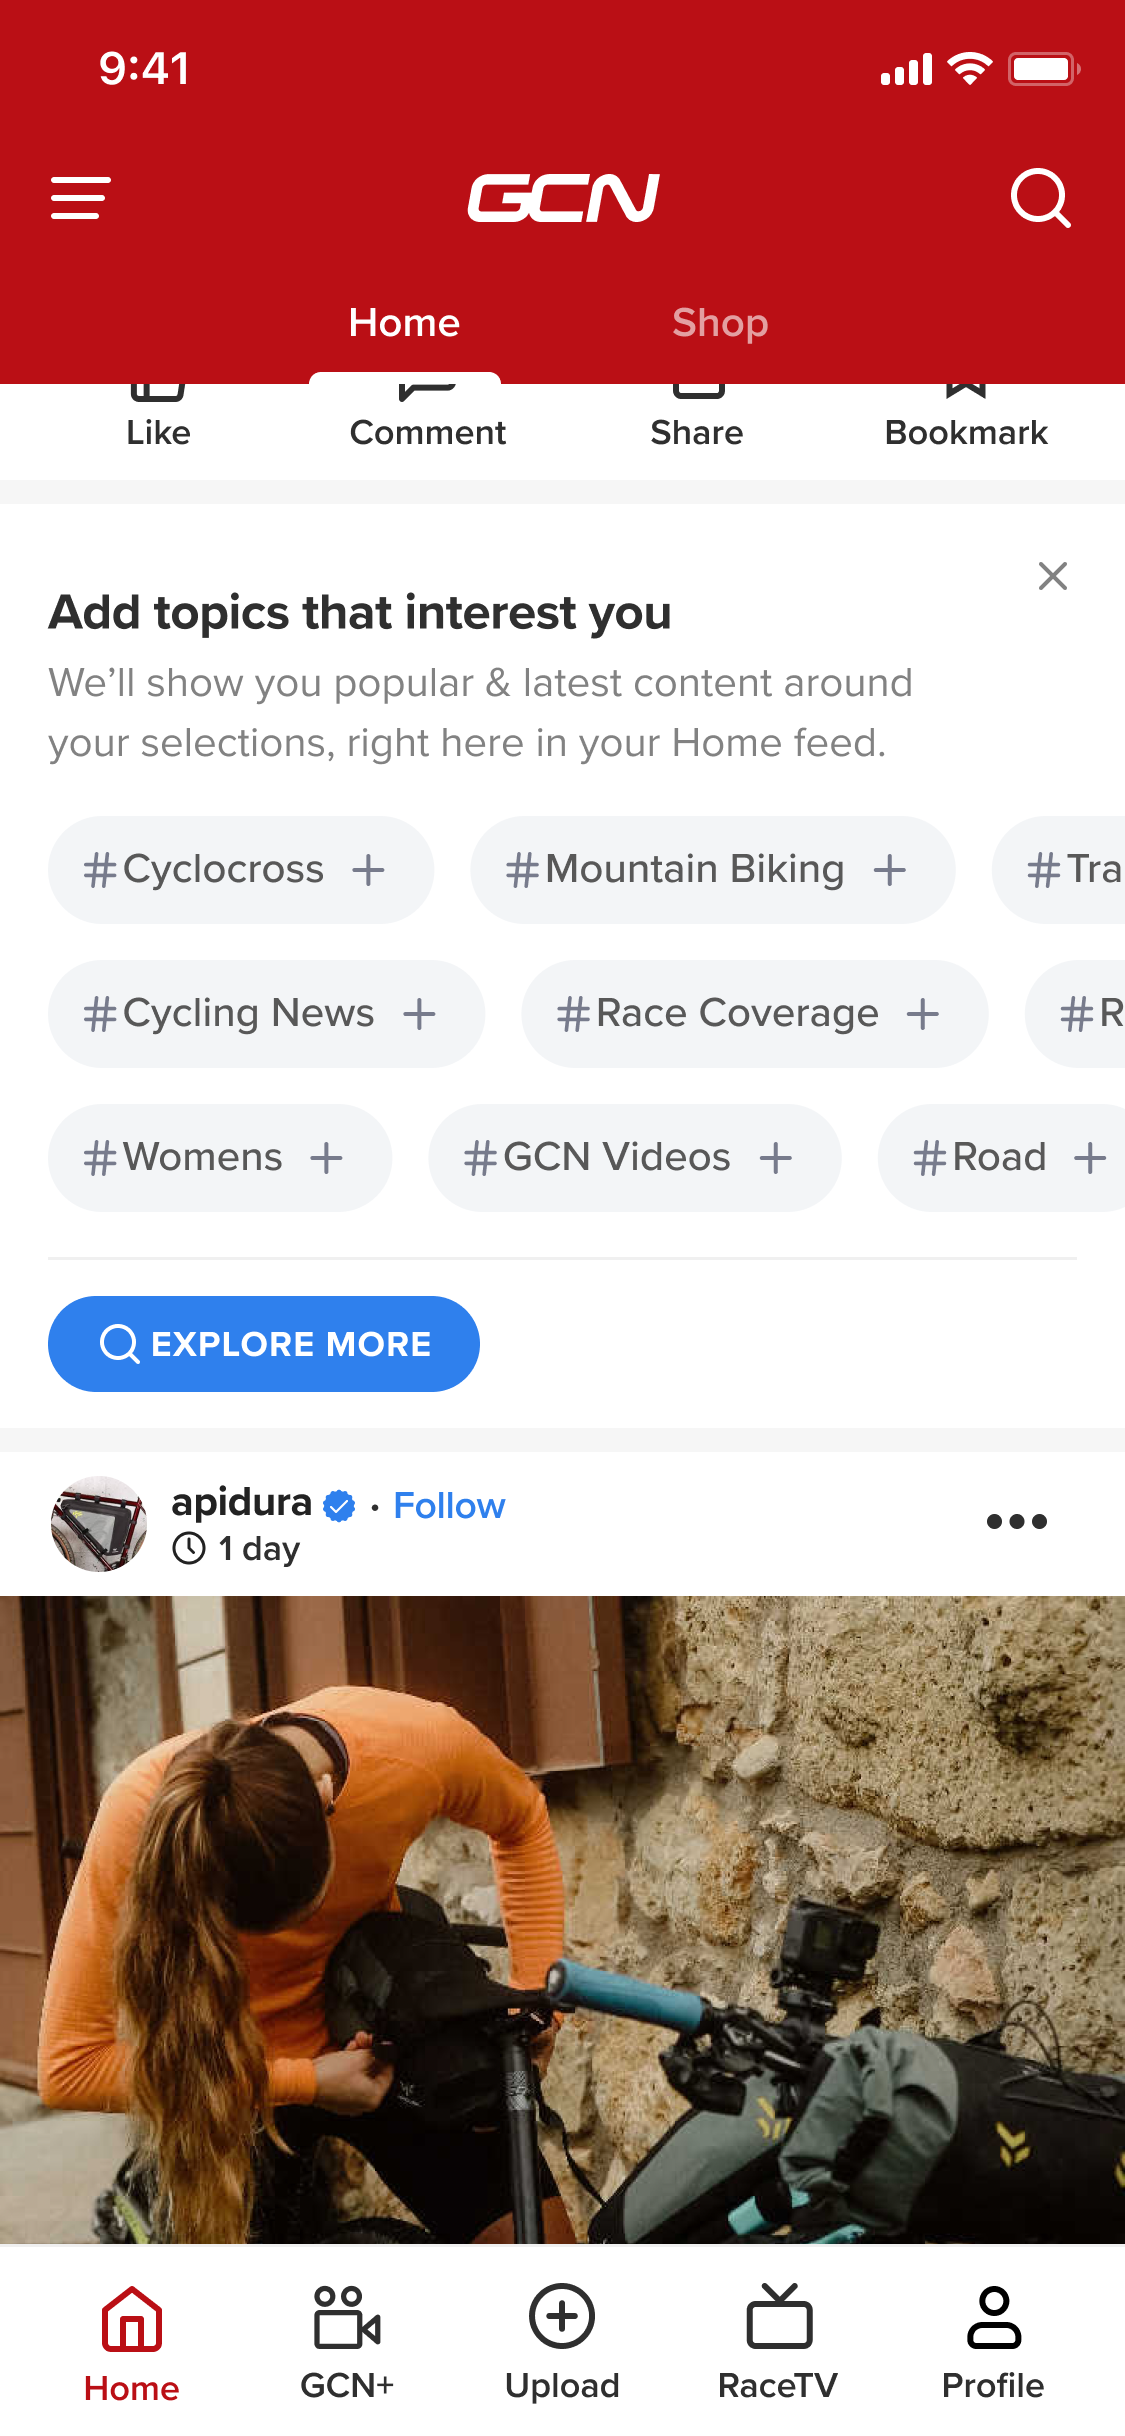 9:41
GCN
Home Shop
Like Comment Share Bookmark
Add topics that interest you
We’ll show you popular & latest content around
your selections, right here in your Home feed.
#Cyclocross + #Mountain Biking + #Tra
#Cycling News + #Race Coverage + #R
#Womens + #GCN Videos + #Road +
EXPLORE MORE
apidura · Follow
1 day
Home GCN+ Upload RaceTV Profile